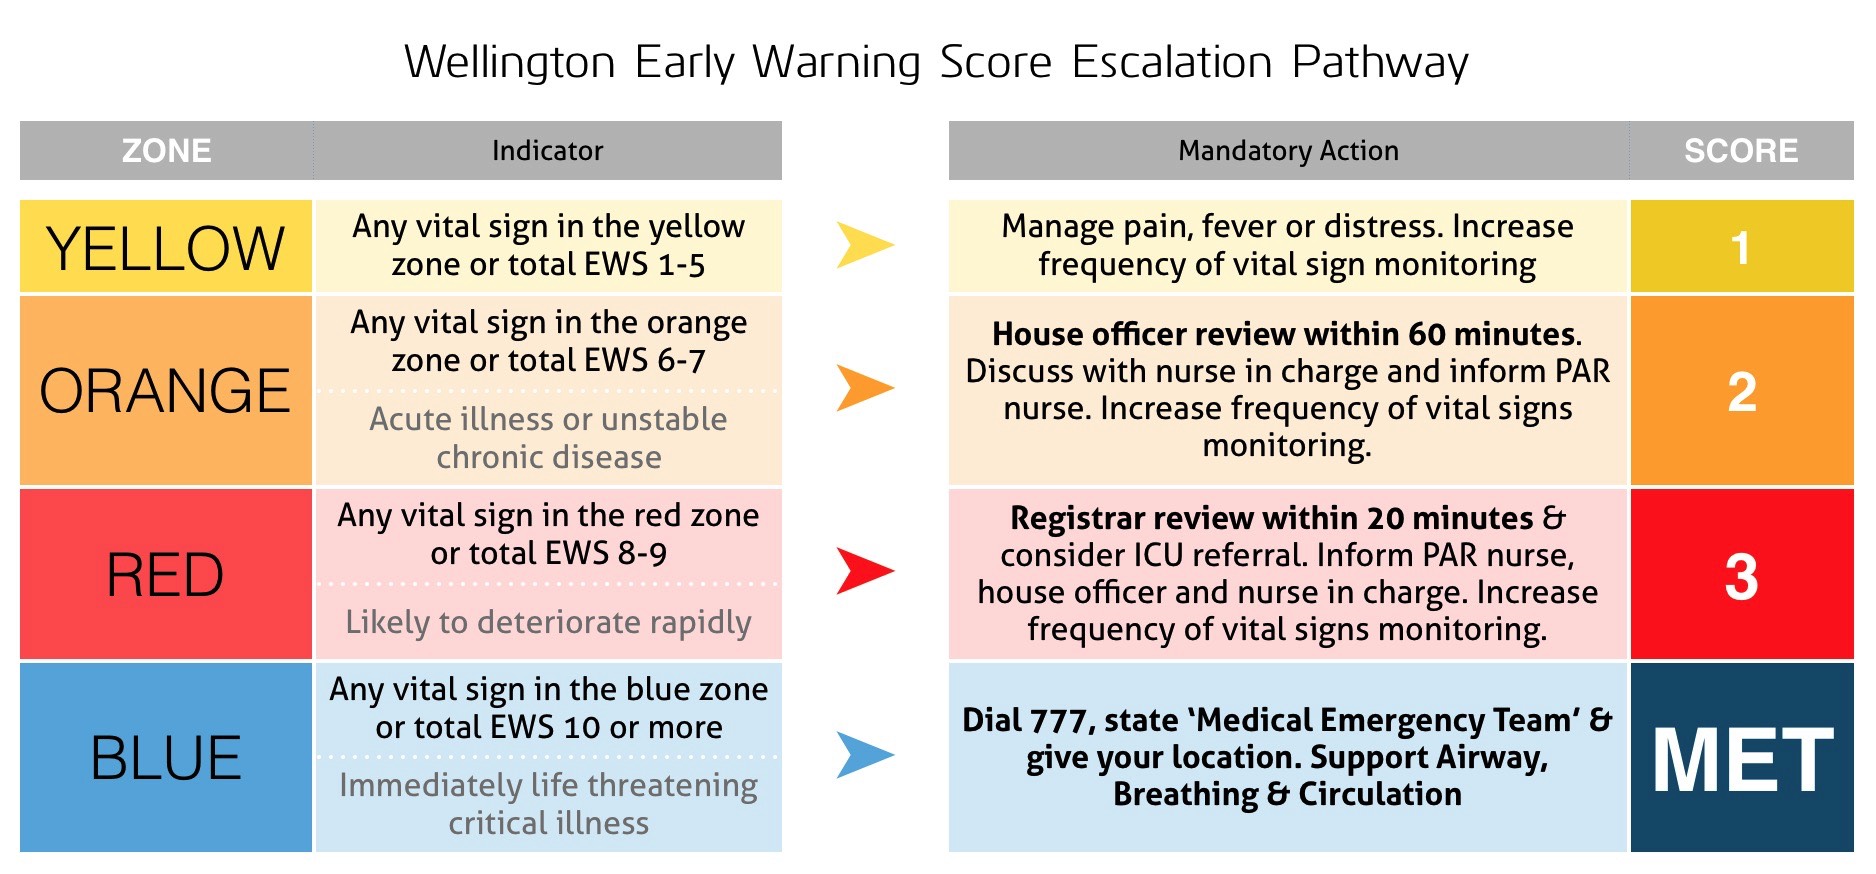 Wellington Early Warning Score Escalation Pathway
ZONE
Indicator
Mandatory Action
SCORE
YELLOW
Any vital sign in the yellow
zone or total EWS 1-5
Manage pain, fever or distress. Increase
frequency of vital sign monitoring
1
ORANGE
Any vital sign in the orange
zone or total EWS 6-7
Acute illness or unstable
chronic disease
House officer review within 60 minutes.
Discuss with nurse in charge and inform PAR
nurse. Increase frequency of vital signs
monitoring.
2
RED
Any vital sign in the red zone
or total EWS 8-9
Likely to deteriorate rapidly
Registrar review within 20 minutes &
consider ICU referral. Inform PAR nurse,
house officer and nurse in charge. Increase
frequency of vital signs monitoring.
3
BLUE
Any vital sign in the blue zone
or total EWS 10 or more
Immediately life threatening
critical illness
Dial 777, state ‘Medical Emergency Team’ &
give your location. Support Airway,
Breathing & Circulation
MET